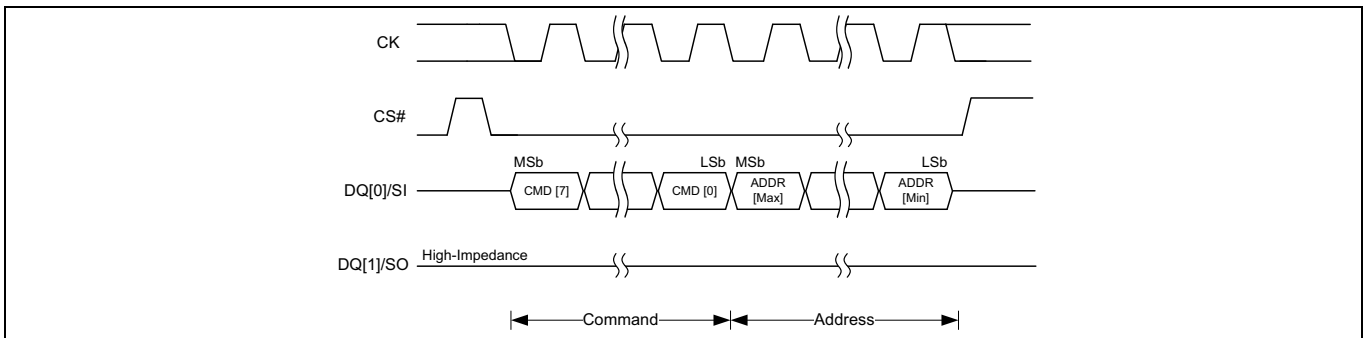 CK
CS#
MSb LSb MSb LSb
DQ[0]/SI CMD [7] CMD [0] ADDR [Max] ADDR [Min]
High-Impedance
DQ[1]/SO
Command Address